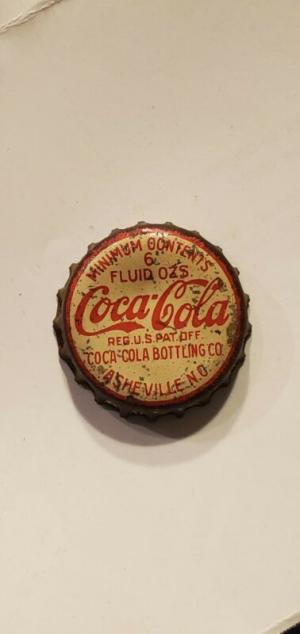 MINIMUM CONTENTS
6
FLUID OZS.
Coca-Cola
REG.U.S.PAT.OFF.
COCA-COLA BOTTLING CO.
ASHEVILLE N.C.